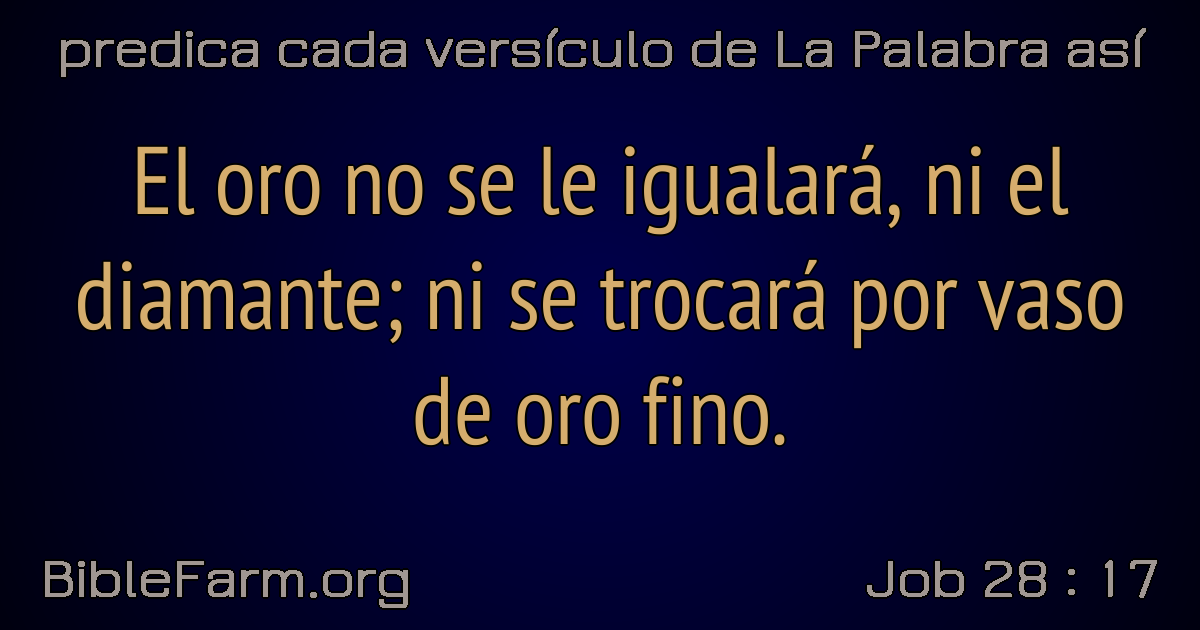 predica cada versículo de La Palabra así
El oro no se le igualará, ni el
diamante; ni se trocará por vaso
de oro fino.
BibleFarm.org
Job 28 : 17